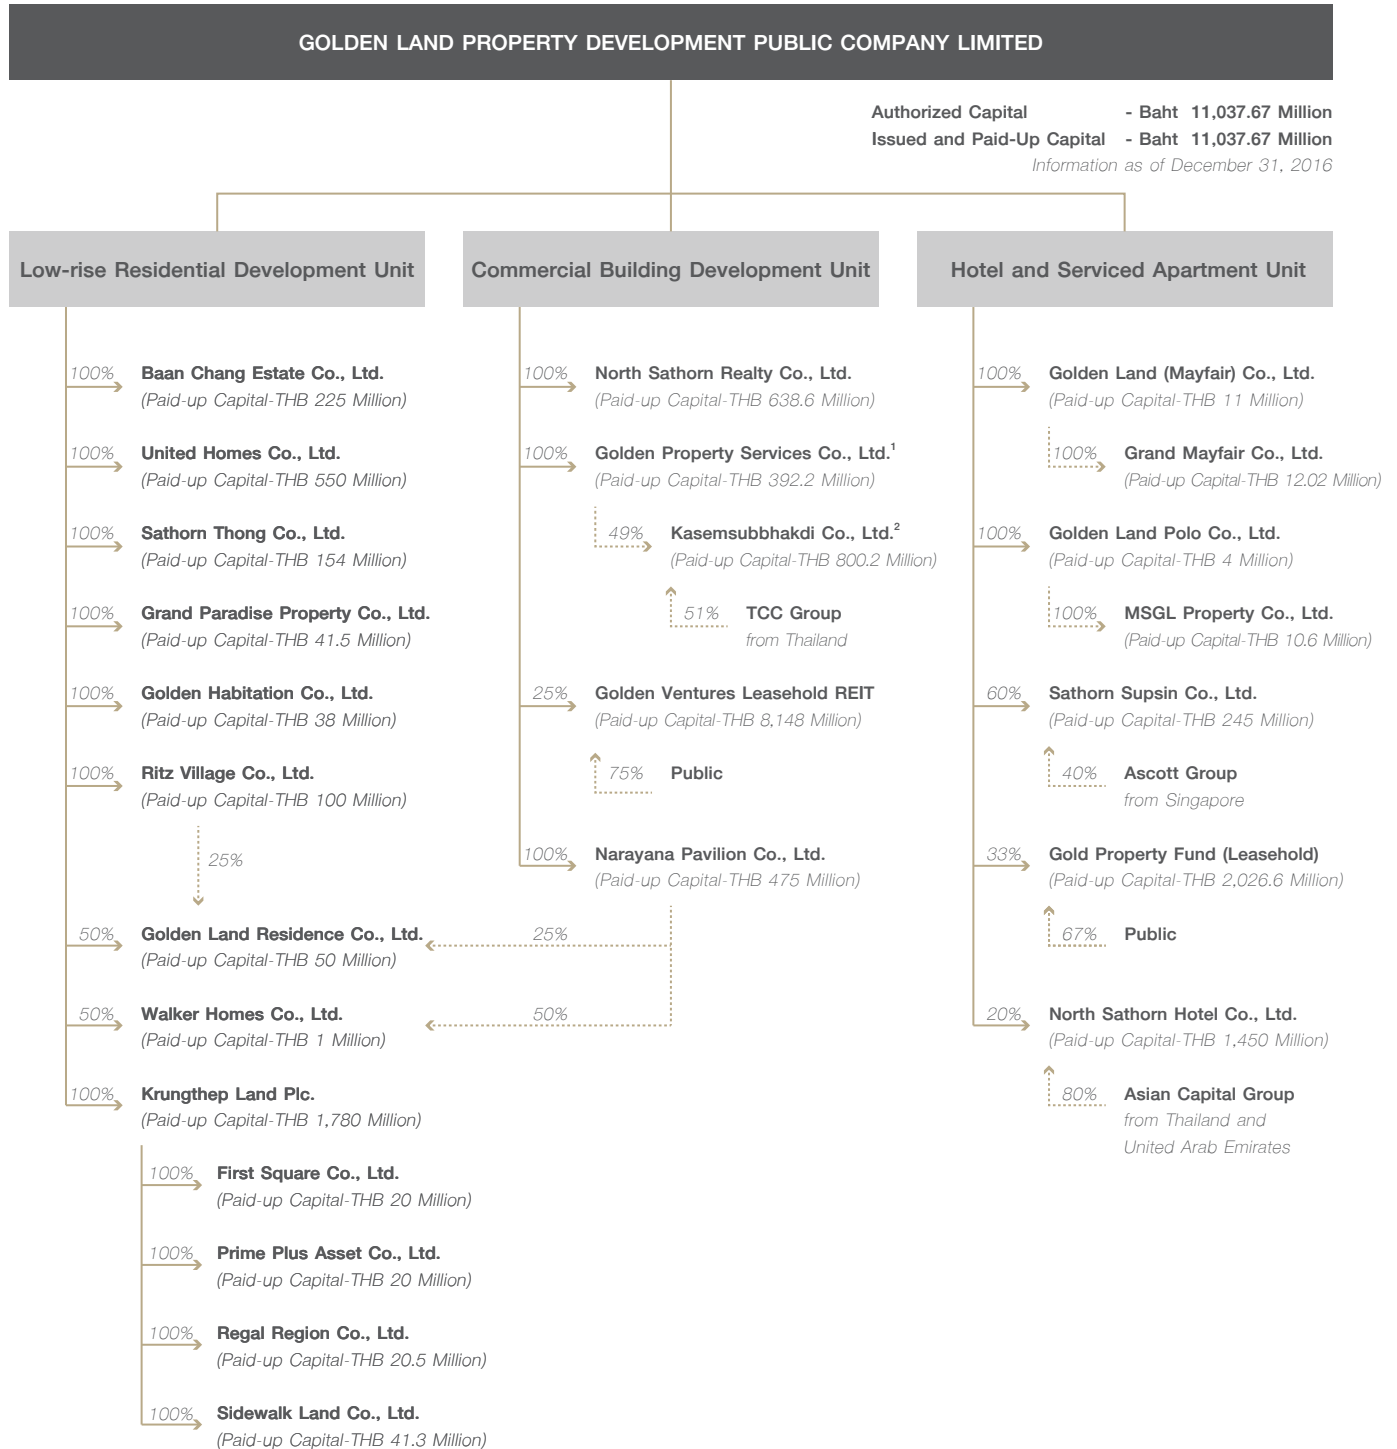 GOLDEN LAND PROPERTY DEVELOPMENT PUBLIC COMPANY LIMITED
Authorized Capital - Baht 11,037.67 Million
Issued and Paid-Up Capital - Baht 11,037.67 Million
Information as of December 31, 2016
Low-rise Residential Development Unit
100% Baan Chang Estate Co., Ltd.
(Paid-up Capital-THB 225 Million)
100% United Homes Co., Ltd.
(Paid-up Capital-THB 550 Million)
100% Sathorn Thong Co., Ltd.
(Paid-up Capital-THB 154 Million)
100% Grand Paradise Property Co., Ltd.
(Paid-up Capital-THB 41.5 Million)
100% Golden Habitation Co., Ltd.
(Paid-up Capital-THB 38 Million)
100% Ritz Village Co., Ltd.
(Paid-up Capital-THB 100 Million)
25%
50% Golden Land Residence Co., Ltd.
(Paid-up Capital-THB 50 Million)
50% Walker Homes Co., Ltd.
(Paid-up Capital-THB 1 Million)
100% Krungthep Land Plc.
(Paid-up Capital-THB 1,780 Million)
100% First Square Co., Ltd.
(Paid-up Capital-THB 20 Million)
100% Prime Plus Asset Co., Ltd.
(Paid-up Capital-THB 20 Million)
100% Regal Region Co., Ltd.
(Paid-up Capital-THB 20.5 Million)
100% Sidewalk Land Co., Ltd.
(Paid-up Capital-THB 41.3 Million)
Commercial Building Development Unit
100% North Sathorn Realty Co., Ltd.
(Paid-up Capital-THB 638.6 Million)
100% Golden Property Services Co., Ltd.¹
(Paid-up Capital-THB 392.2 Million)
49% Kasemsubbhakdi Co., Ltd.²
(Paid-up Capital-THB 800.2 Million)
51% TCC Group
from Thailand
25% Golden Ventures Leasehold REIT
(Paid-up Capital-THB 8,148 Million)
75% Public
100% Narayana Pavilion Co., Ltd.
(Paid-up Capital-THB 475 Million)
25%
50%
Hotel and Serviced Apartment Unit
100% Golden Land (Mayfair) Co., Ltd.
(Paid-up Capital-THB 11 Million)
100% Grand Mayfair Co., Ltd.
(Paid-up Capital-THB 12.02 Million)
100% Golden Land Polo Co., Ltd.
(Paid-up Capital-THB 4 Million)
100% MSGL Property Co., Ltd.
(Paid-up Capital-THB 10.6 Million)
60% Sathorn Supsin Co., Ltd.
(Paid-up Capital-THB 245 Million)
40% Ascott Group
from Singapore
33% Gold Property Fund (Leasehold)
(Paid-up Capital-THB 2,026.6 Million)
67% Public
20% North Sathorn Hotel Co., Ltd.
(Paid-up Capital-THB 1,450 Million)
80% Asian Capital Group
from Thailand and
United Arab Emirates